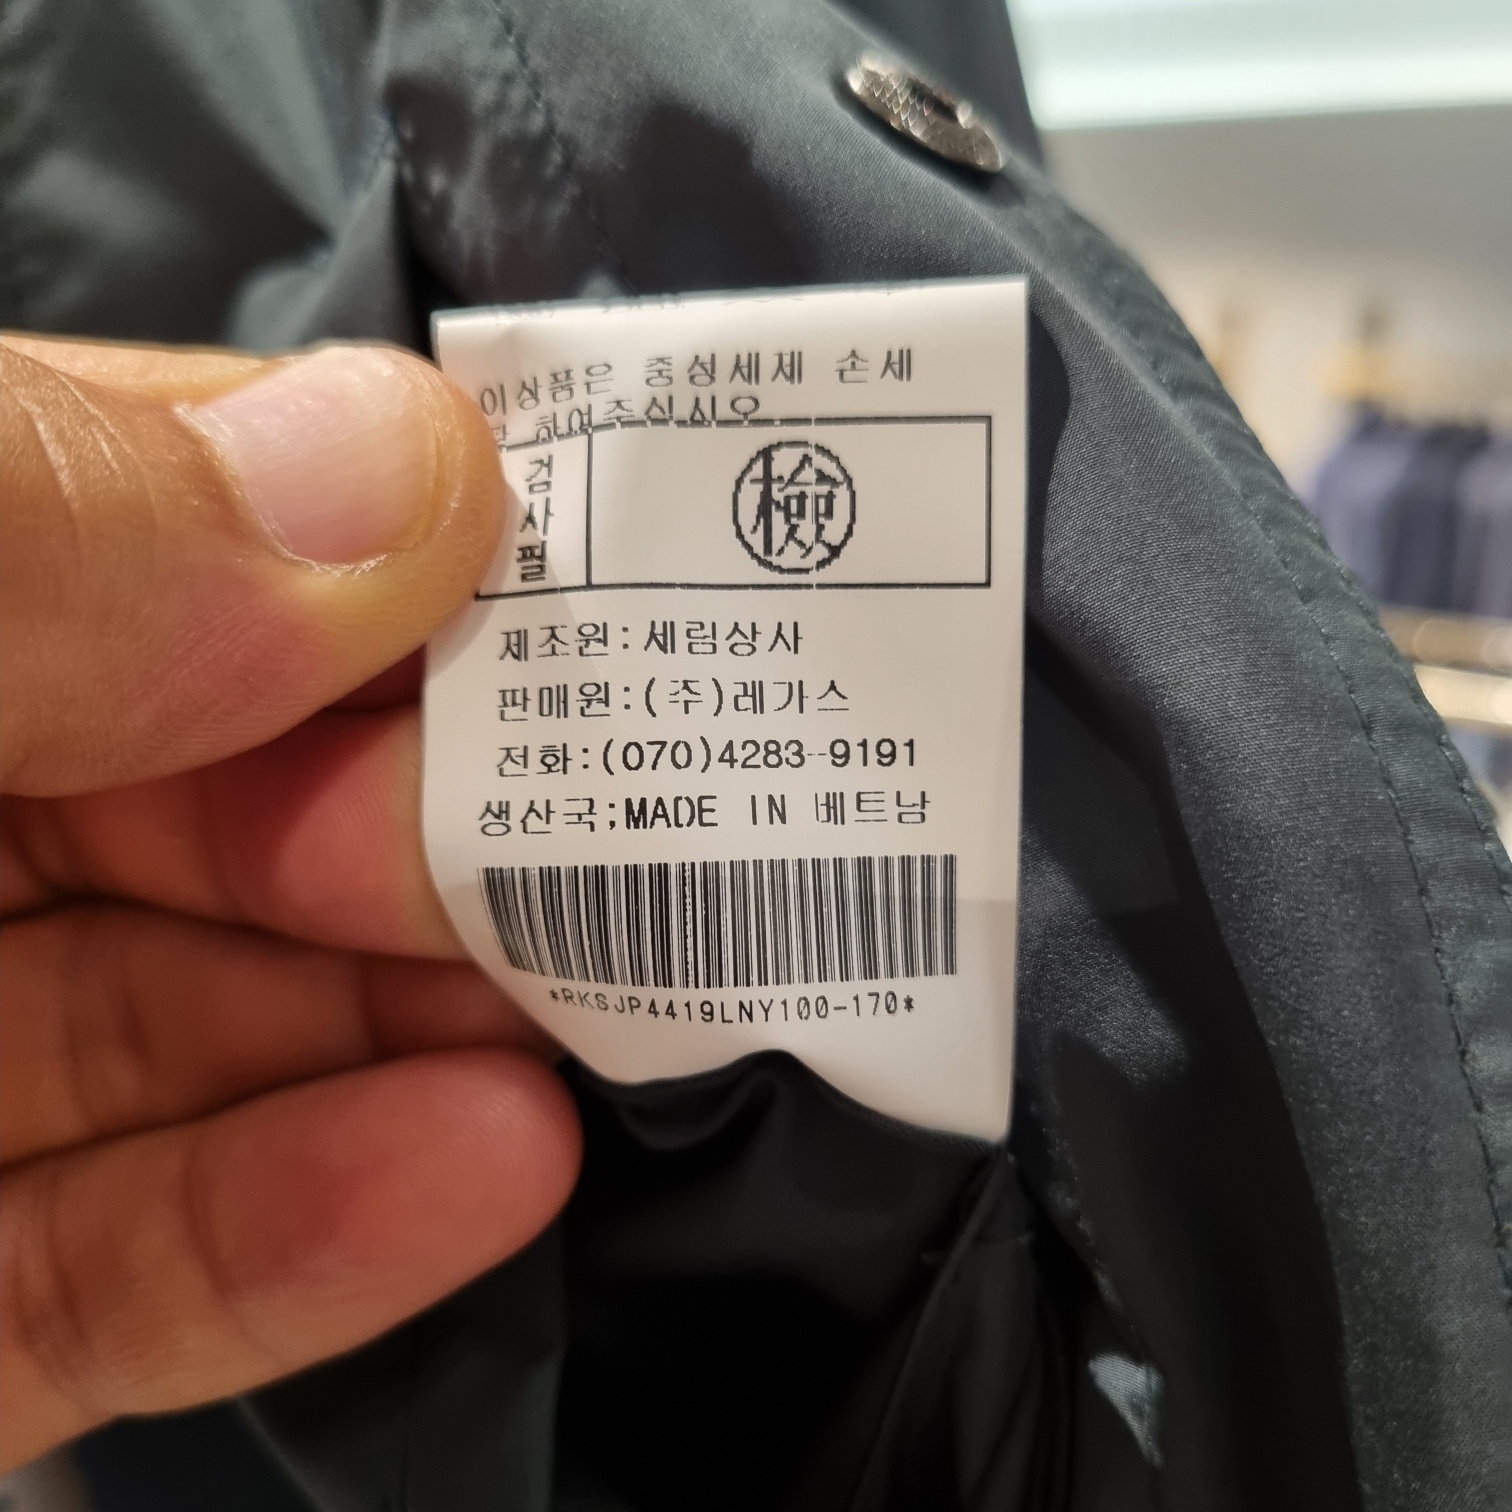 이상품은 중성세제 손세
하여주십시오.
검사필
檢
제조원:세림상사
판매원:(주)레가스
전화:(070)4283-9191
생산국;MADE IN 베트남
*RKSJP4419LNY100-170*